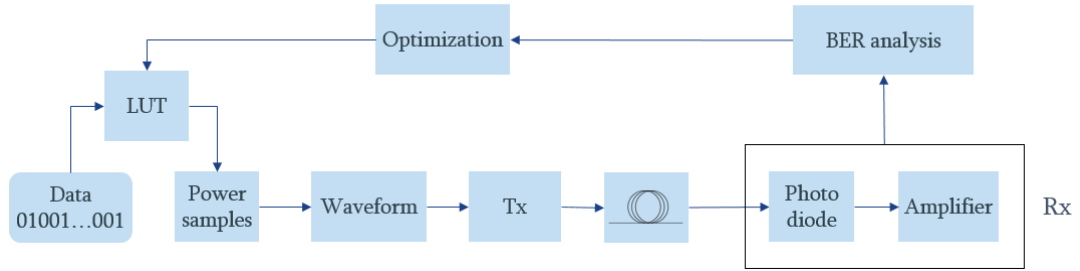 Optimization
BER analysis
LUT
Data
01001...001
Power
samples
Waveform
Tx
Photo
diode
Amplifier
Rx